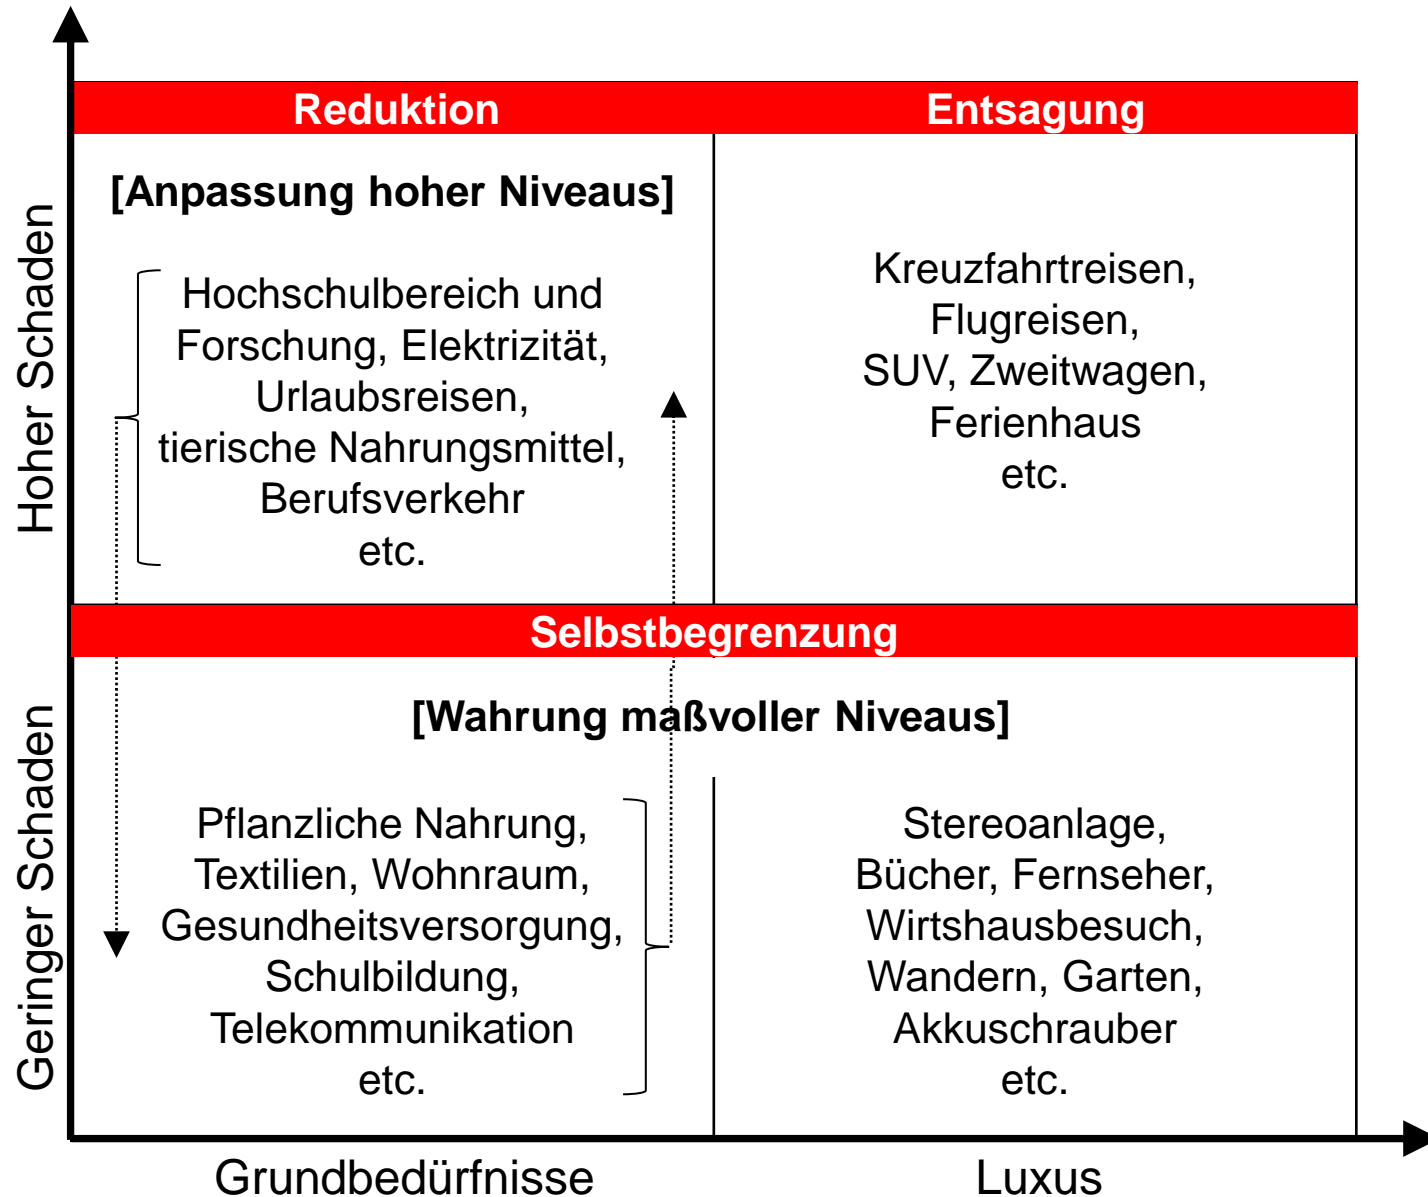 Reduktion
Entsagung
[Anpassung hoher Niveaus]
Hochschulbereich und
Forschung, Elektrizität,
Urlaubsreisen,
tierische Nahrungsmittel,
Berufsverkehr
etc.
Kreuzfahrtreisen,
Flugreisen,
SUV, Zweitwagen,
Ferienhaus
etc.
Hoher Schaden
Selbstbegrenzung
[Wahrung maßvoller Niveaus]
Pflanzliche Nahrung,
Textilien, Wohnraum,
Gesundheitsversorgung,
Schulbildung,
Telekommunikation
etc.
Stereoanlage,
Bücher, Fernseher,
Wirtshausbesuch,
Wandern, Garten,
Akkuschrauber
etc.
Geringer Schaden
Grundbedürfnisse
Luxus